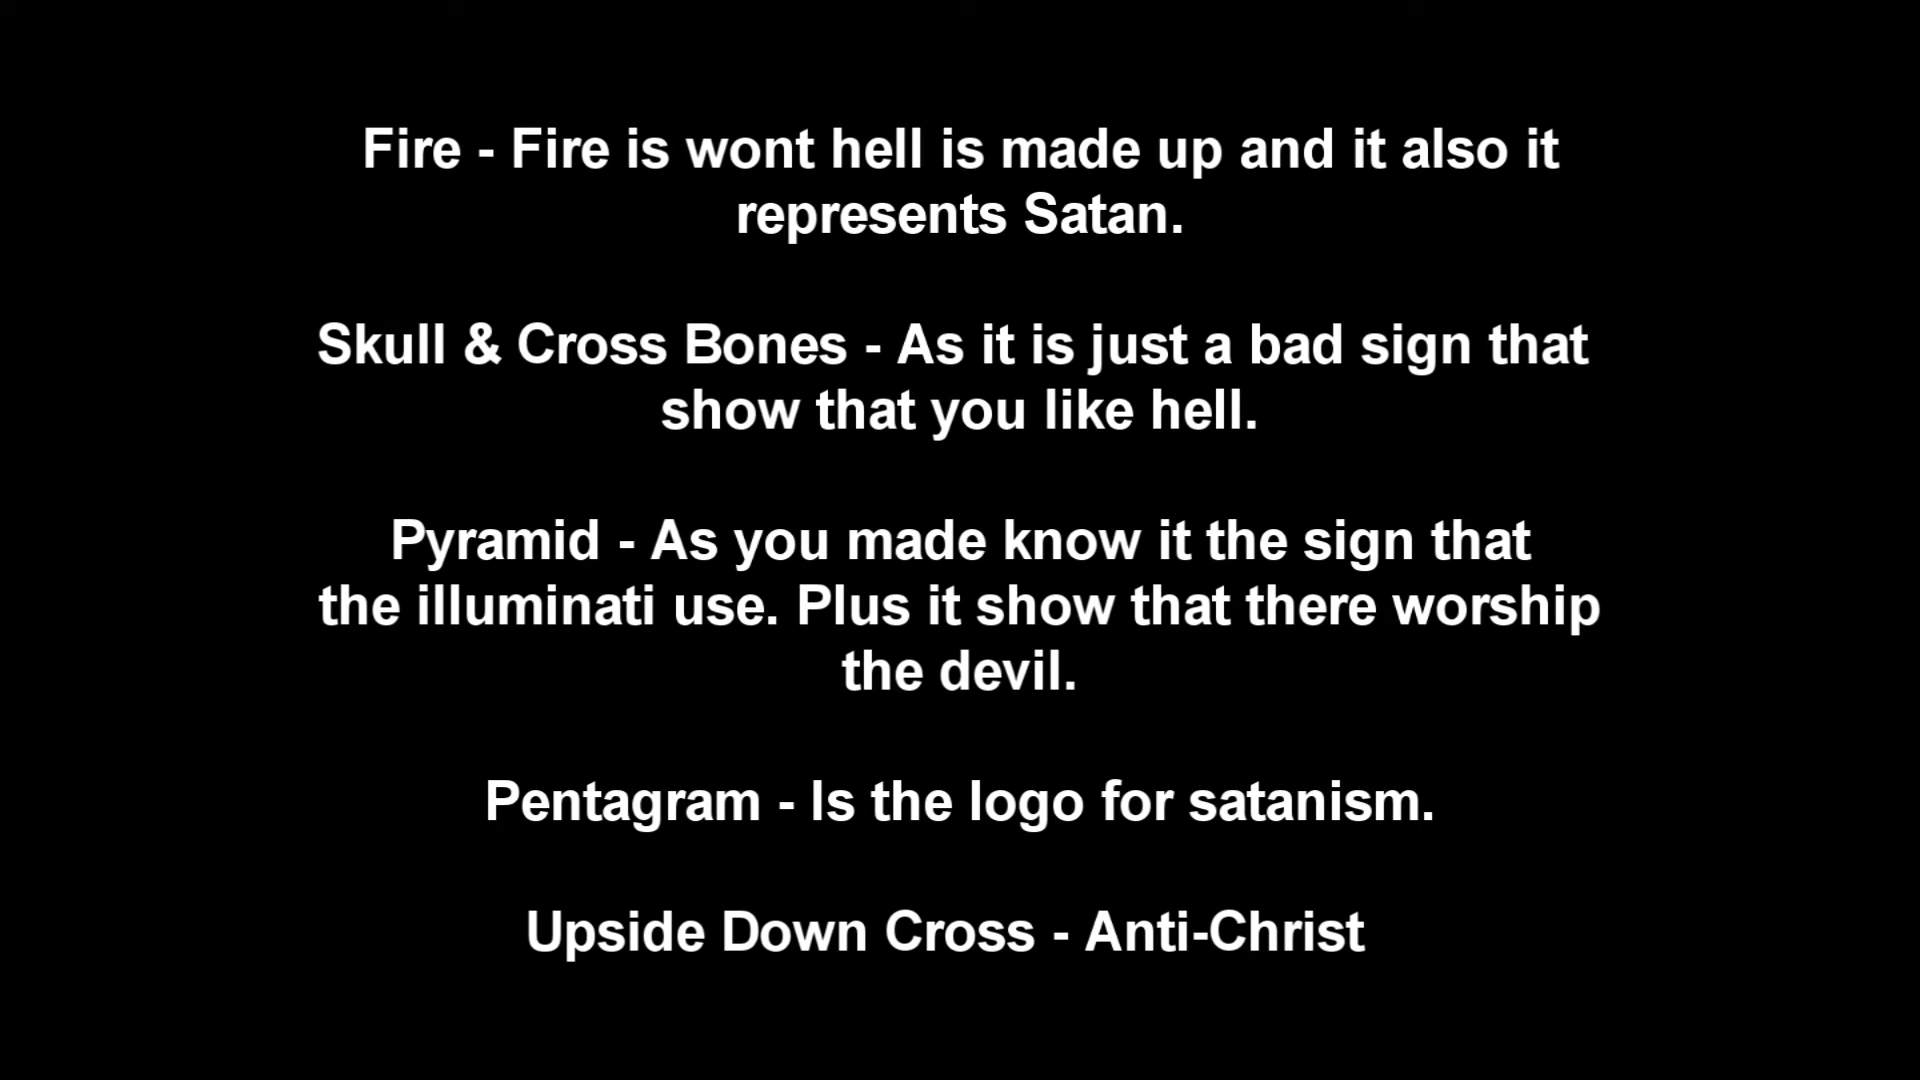 Fire - Fire is wont hell is made up and it also it
represents Satan.
Skull & Cross Bones - As it is just a bad sign that
show that you like hell.
Pyramid - As you made know it the sign that
the illuminati use. Plus it show that there worship
the devil.
Pentagram - Is the logo for satanism.
Upside Down Cross - Anti-Christ